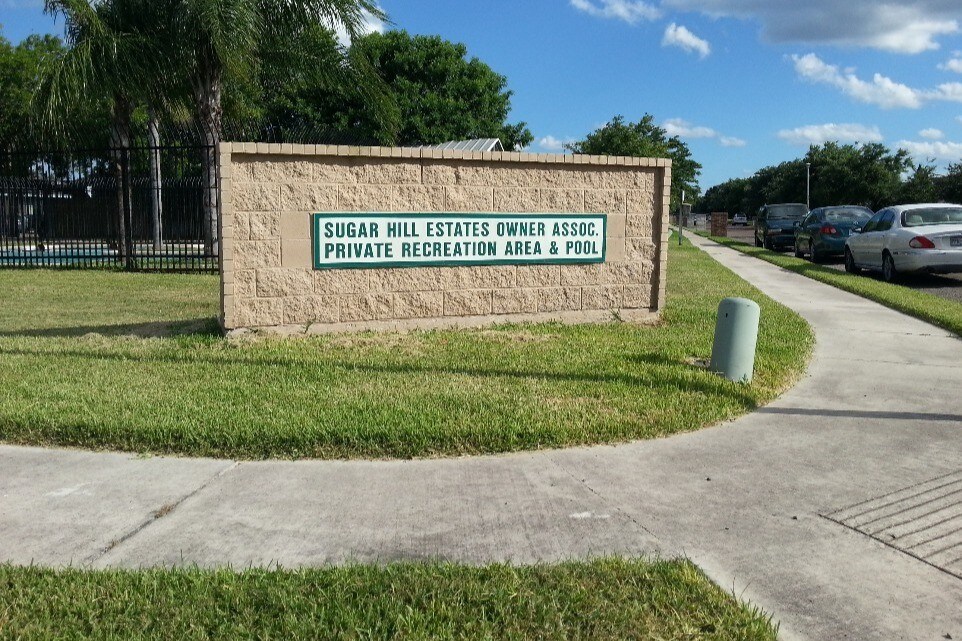 SUGAR HILL ESTATES OWNER ASSOC.
PRIVATE RECREATION AREA & POOL